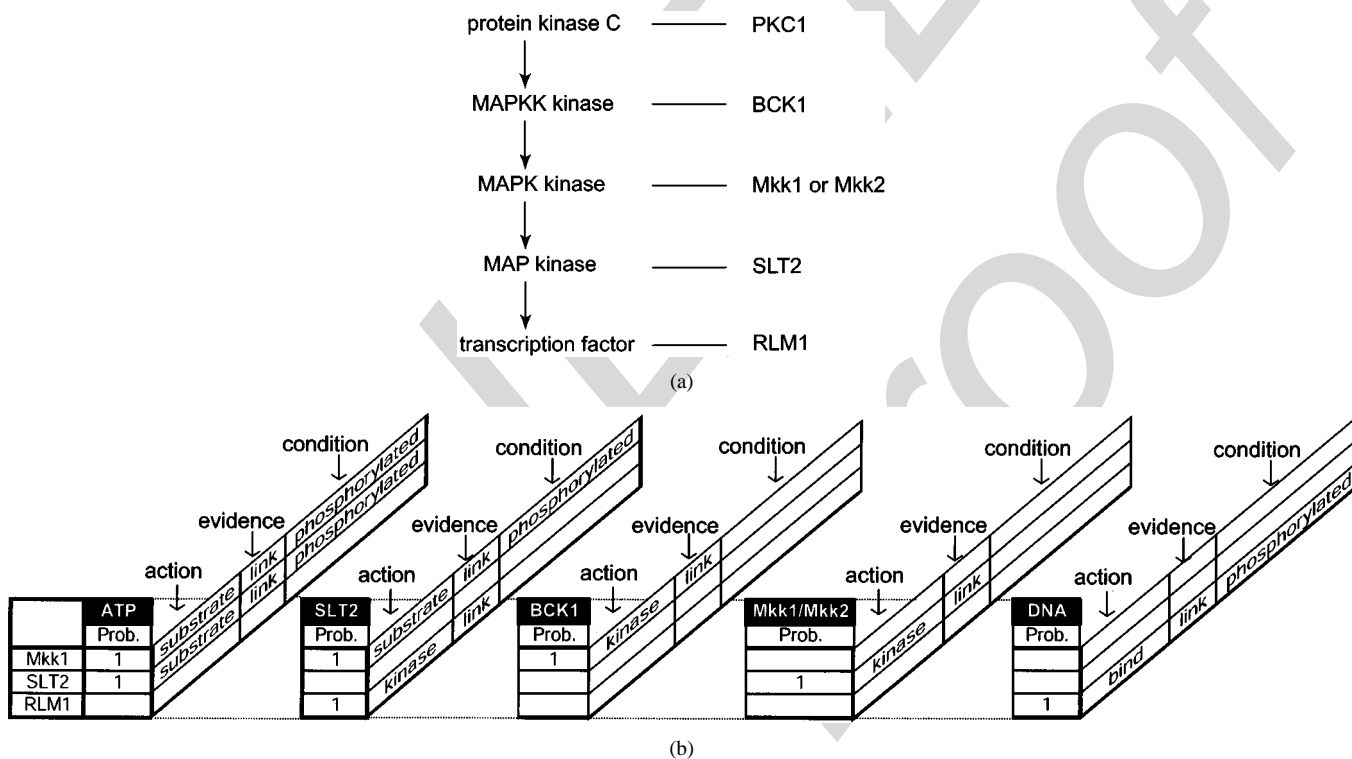 protein kinase C PKC1
MAPKK kinase BCK1
MAPK kinase Mkk1 or Mkk2
MAP kinase SLT2
transcription factor RLM1
(a)
condition condition condition condition condition
phosphorylated phosphorylated
phosphorylated phosphorylated
evidence evidence evidence evidence evidence
link link link link link
link link
action action action action action
substrate substrate kinase kinase bind
substrate kinase
ATP SLT2 BCK1 Mkk1/Mkk2 DNA
Prob. Prob. Prob. Prob. Prob.
Mkk1 1 1 1
SLT2 1 1
RLM1 1 1
(b)